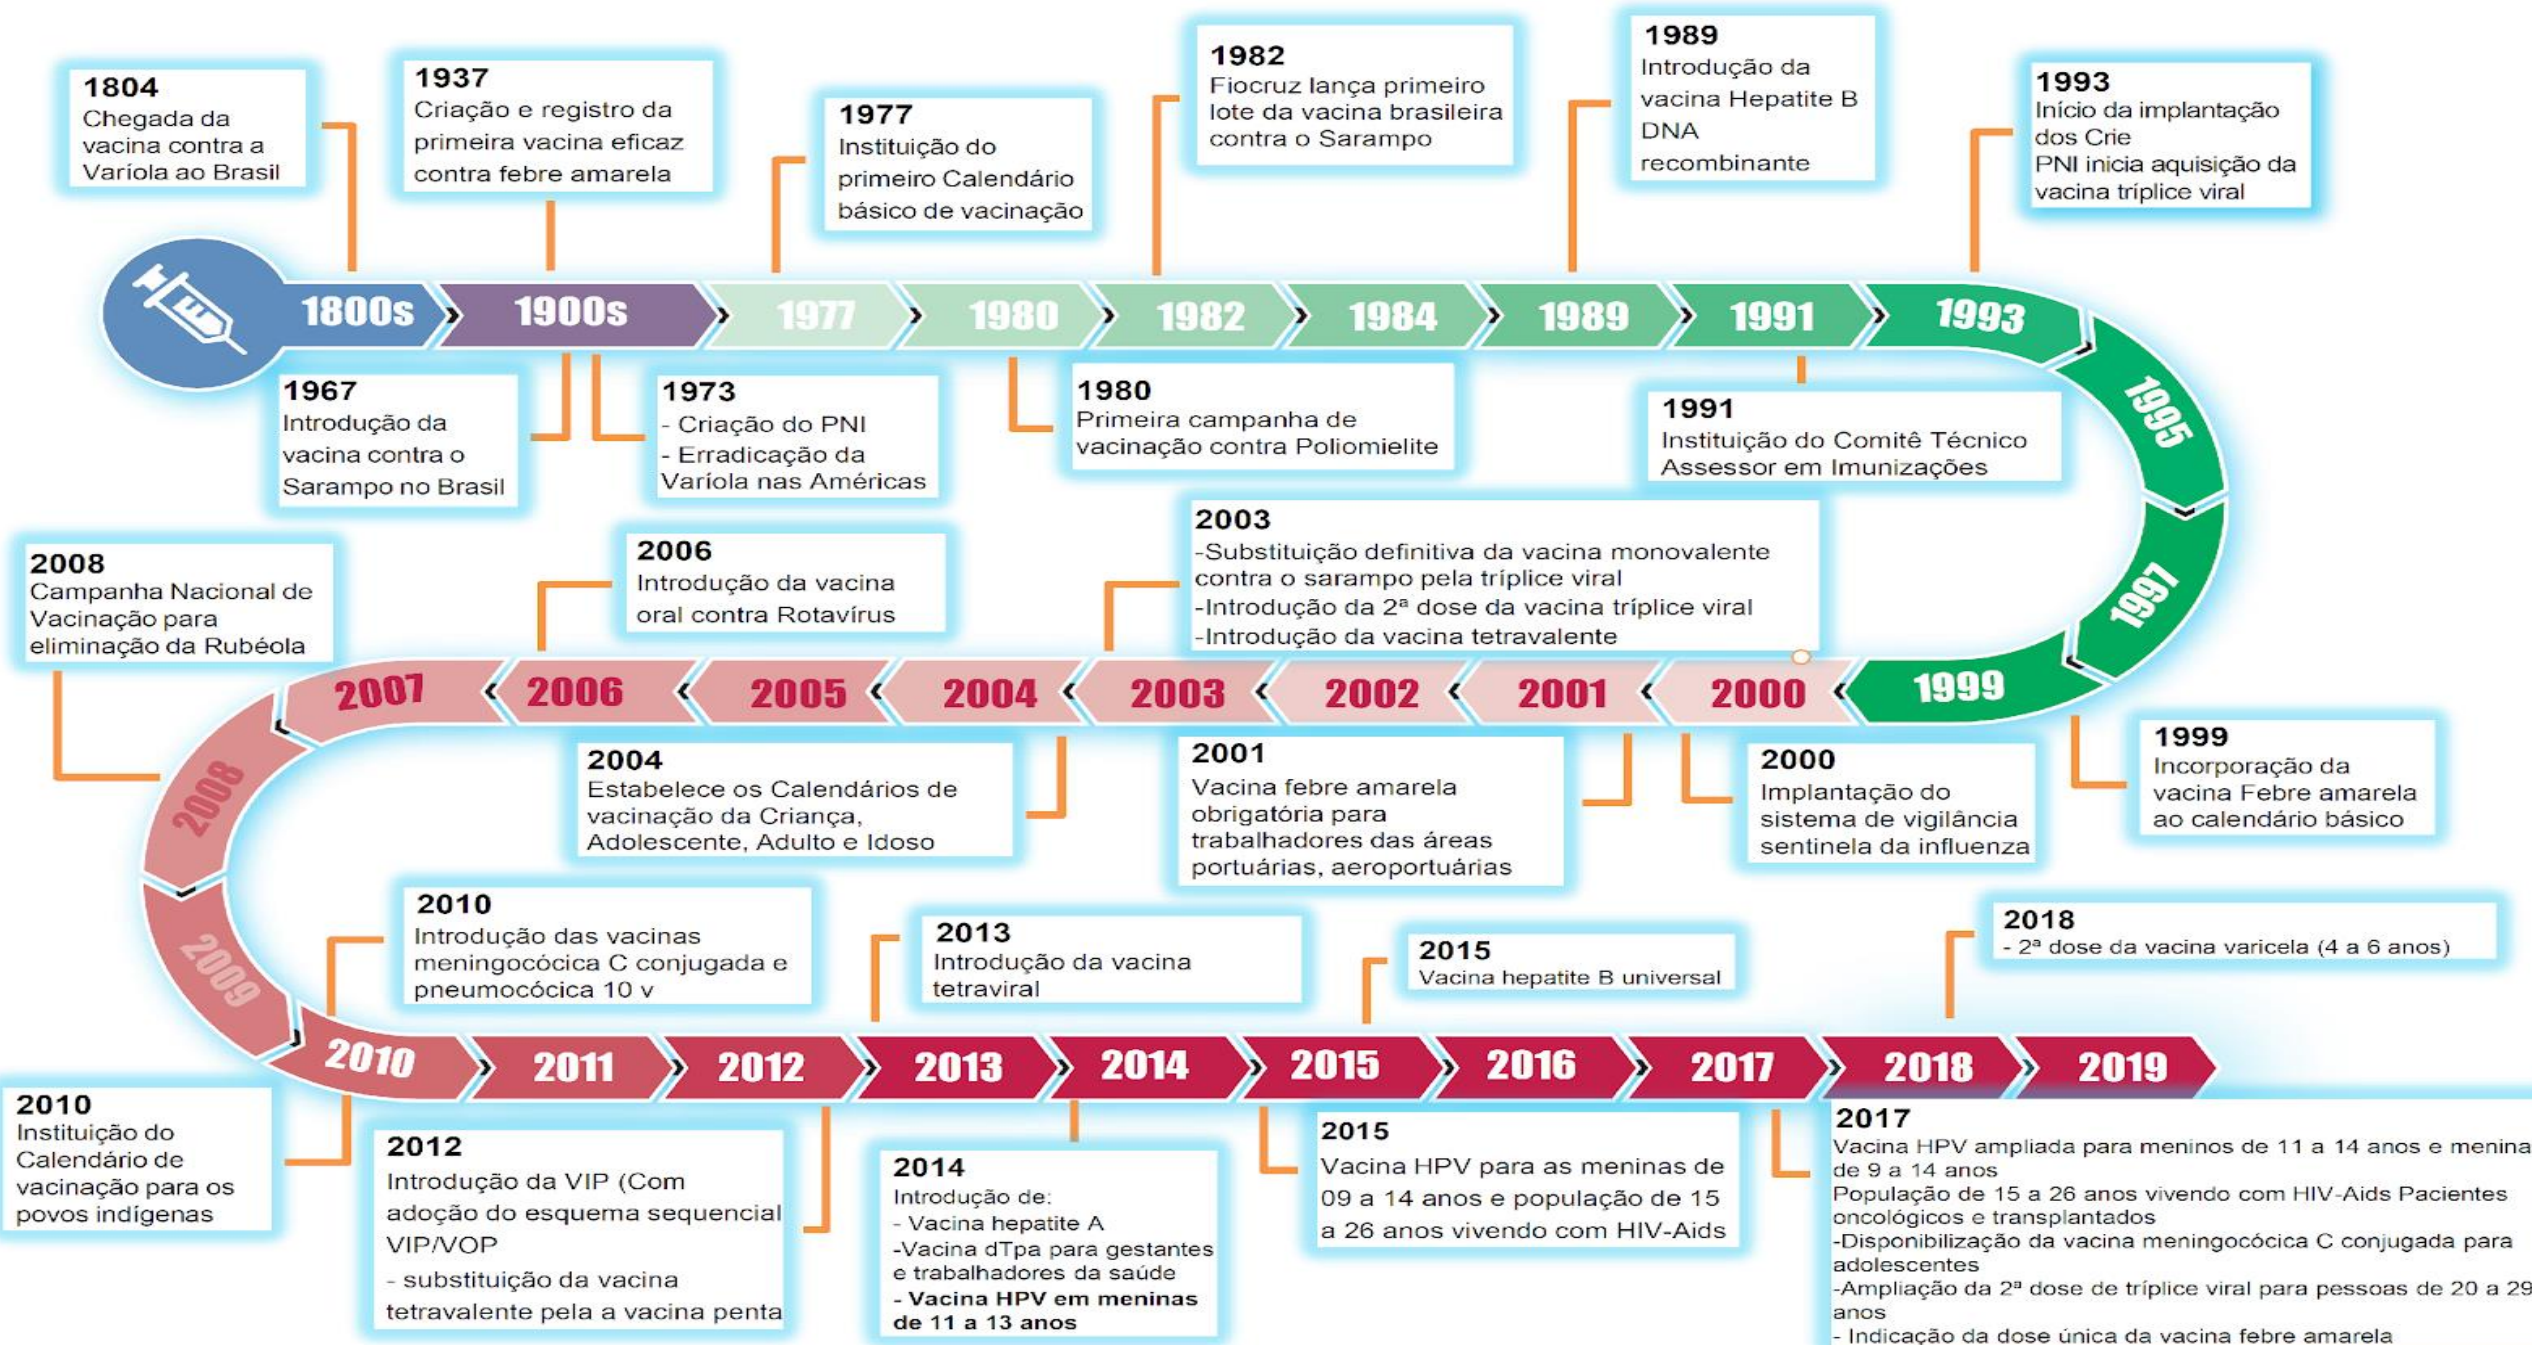 1804
Chegada da
vacina contra a
Varíola ao Brasil
1937
Criação e registro da
primeira vacina eficaz
contra febre amarela
1977
Instituição do
primeiro Calendário
básico de vacinação
1982
Fiocruz lança primeiro
lote da vacina brasileira
contra o Sarampo
1989
Introdução da
vacina Hepatite B
DNA
recombinante
1993
Início da implantação
dos Crie
PNI inicia aquisição da
vacina tríplice viral
1800s
1900s
1977
1980
1982
1984
1989
1991
1993
1995
1997
1967
Introdução da
vacina contra o
Sarampo no Brasil
1973
- Criação do PNI
- Erradicação da
Varíola nas Américas
1980
Primeira campanha de
vacinação contra Poliomielite
1991
Instituição do Comitê Técnico
Assessor em Imunizações
2008
Campanha Nacional de
Vacinação para
eliminação da Rubéola
2006
Introdução da vacina
oral contra Rotavírus
2003
-Substituição definitiva da vacina monovalente
contra o sarampo pela tríplice viral
-Introdução da 2ª dose da vacina tríplice viral
-Introdução da vacina tetravalente
1999
2000
2001
2002
2003
2004
2005
2006
2007
2008
2009
2004
Estabelece os Calendários de
vacinação da Criança,
Adolescente, Adulto e Idoso
2001
Vacina febre amarela
obrigatória para
trabalhadores das áreas
portuárias, aeroportuárias
2000
Implantação do
sistema de vigilância
sentinela da influenza
1999
Incorporação da
vacina Febre amarela
ao calendário básico
2010
Introdução das vacinas
meningocócica C conjugada e
pneumocócica 10 v
2013
Introdução da vacina
tetraviral
2015
Vacina hepatite B universal
2018
- 2ª dose da vacina varicela (4 a 6 anos)
2010
2011
2012
2013
2014
2015
2016
2017
2018
2019
2010
Instituição do
Calendário de
vacinação para os
povos indígenas
2012
Introdução da VIP (Com
adoção do esquema sequencial
VIP/VOP
- substituição da vacina
tetravalente pela a vacina penta
2014
Introdução de:
- Vacina hepatite A
-Vacina dTpa para gestantes
e trabalhadores da saúde
- Vacina HPV em meninas
de 11 a 13 anos
2015
Vacina HPV para as meninas de
09 a 14 anos e população de 15
a 26 anos vivendo com HIV-Aids
2017
Vacina HPV ampliada para meninos de 11 a 14 anos e menina
de 9 a 14 anos
População de 15 a 26 anos vivendo com HIV-Aids Pacientes
oncológicos e transplantados
-Disponibilização da vacina meningocócica C conjugada para
adolescentes
-Ampliação da 2ª dose de tríplice viral para pessoas de 20 a 29
anos
- Indicação da dose única da vacina febre amarela